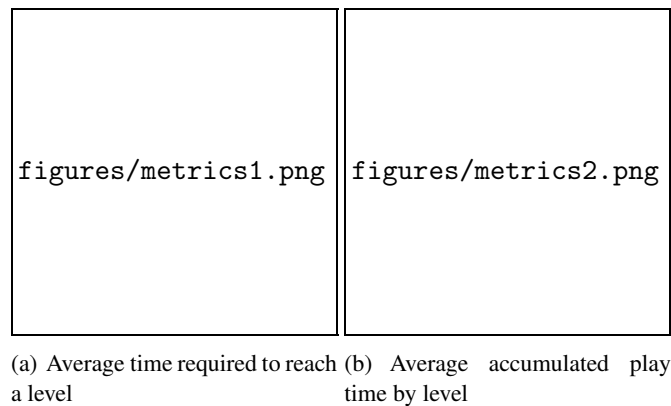 figures/metrics1.png
figures/metrics2.png
(a) Average time required to reach
a level
(b) Average accumulated play
time by level